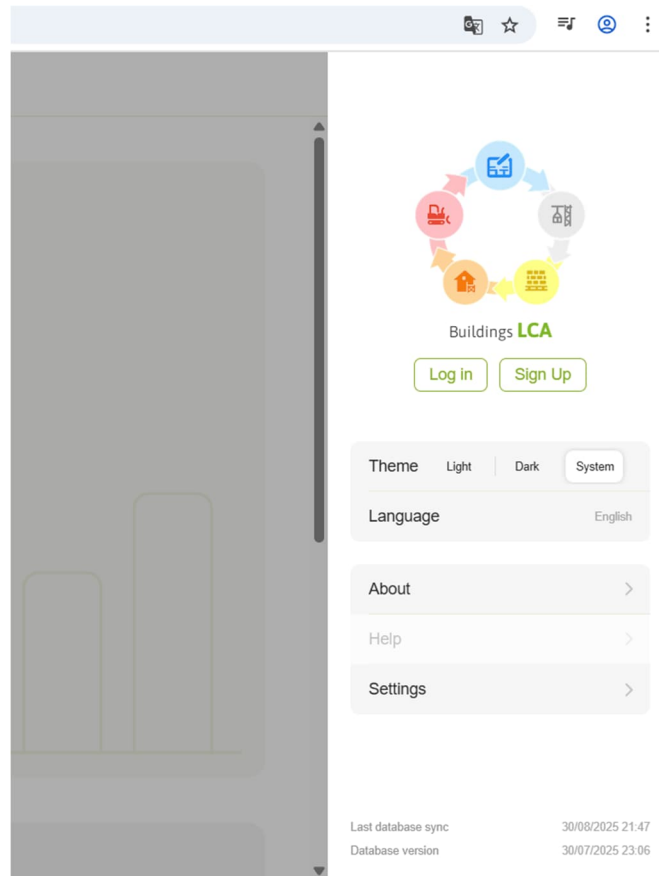 Buildings LCA
Log in Sign Up
Theme Light Dark System
Language English
About
Help
Settings
Last database sync 30/08/2025 21:47
Database version 30/07/2025 23:06